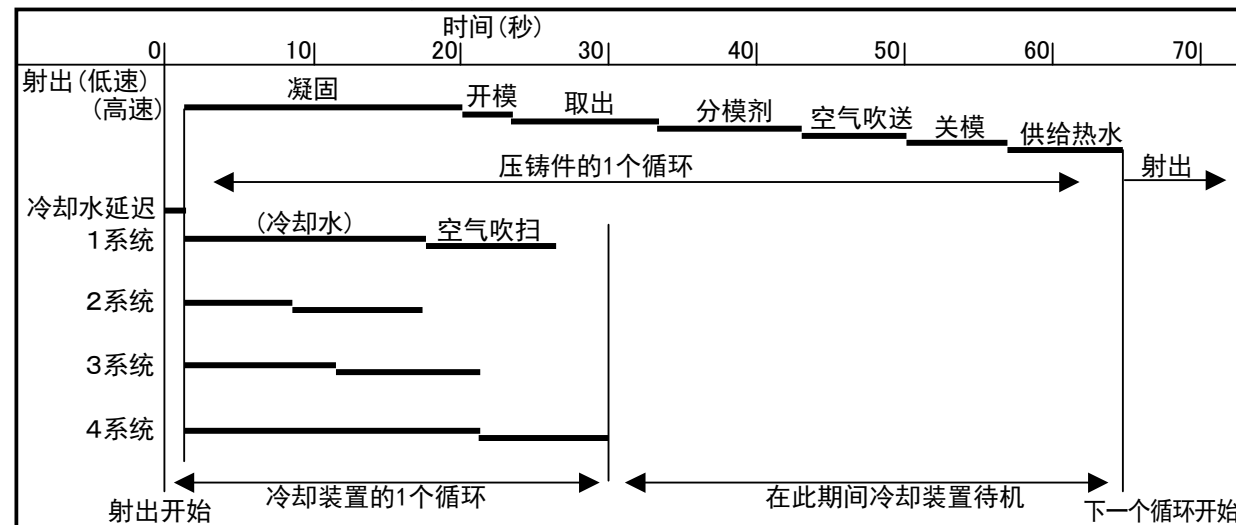 时间(秒)
0 10 20 30 40 50 60 70
射出(低速)
(高速)
凝固 开模 取出 分模剂 空气吹送 关模 供给热水
压铸件的1个循环 射出
冷却水延迟
1系统 (冷却水) 空气吹扫
2系统
3系统
4系统
冷却装置的1个循环 在此期间冷却装置待机
射出开始 下一个循环开始